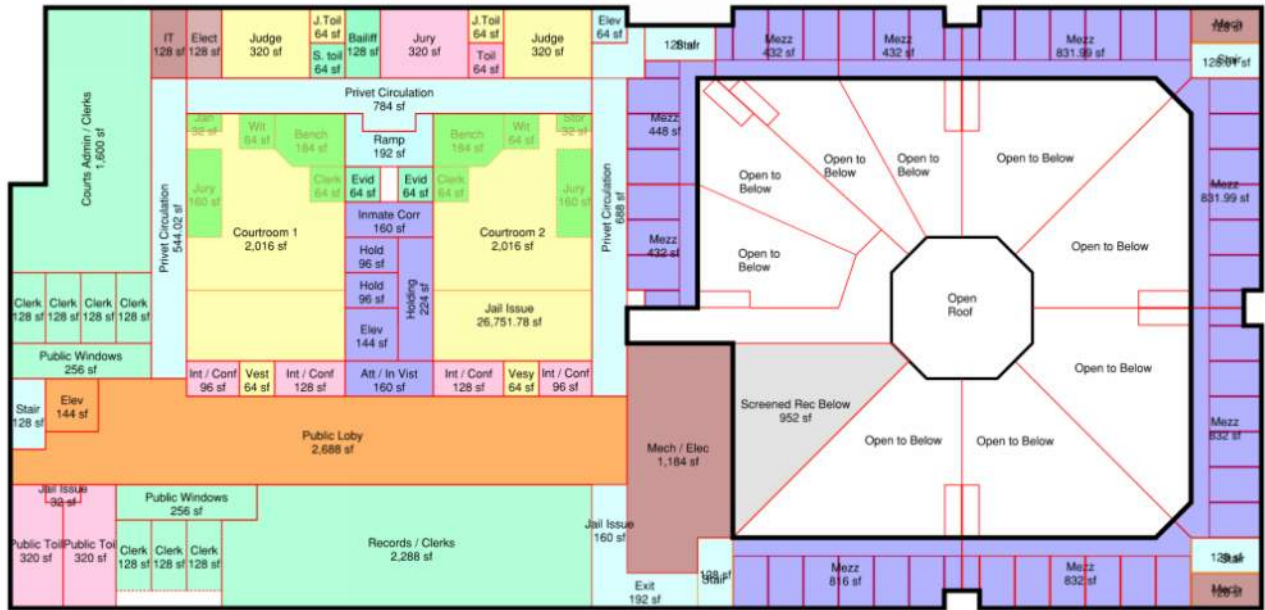 IT
128 sf
Elect
128 sf
Judge
320 sf
J.Toil
64 sf
S. toil
64 sf
Bailiff
128 sf
Jury
320 sf
J.Toil
64 sf
Toil
64 sf
Judge
320 sf
Elev
64 sf
Stair
Mezz
432 sf
Mezz
432 sf
Mezz
831.99 sf
Mech
128 sf
Stair
Courts Admin / Clerks
1,600 sf
Privet Circulation
784 sf
Privet Circulation
544.02 sf
Jan
32 sf
Wit
64 sf
Bench
184 sf
Ramp
192 sf
Bench
184 sf
Wit
64 sf
Stor
32 sf
Jury
160 sf
Clerk
64 sf
Evid
64 sf
Evid
64 sf
Clerk
64 sf
Jury
160 sf
Courtroom 1
2,016 sf
Inmate Corr
160 sf
Courtroom 2
2,016 sf
Privet Circulation
688 sf
Hold
96 sf
Hold
96 sf
Holding
224 sf
Elev
144 sf
Jail Issue
26,751.78 sf
Mezz
448 sf
Mezz
432 sf
Open to
Below
Open to
Below
Open to
Below
Open to Below
Open to
Below
Open to Below
Open
Roof
Open to Below
Mezz
831.99 sf
Clerk
128 sf
Clerk
128 sf
Clerk
128 sf
Clerk
128 sf
Public Windows
256 sf
Int / Conf
96 sf
Vest
64 sf
Int / Conf
128 sf
Att / In Vist
160 sf
Int / Conf
128 sf
Vesy
64 sf
Int / Conf
96 sf
Stair
128 sf
Elev
144 sf
Public Loby
2,688 sf
Mech / Elec
1,184 sf
Screened Rec Below
952 sf
Open to Below
Open to Below
Mezz
832 sf
Jail Issue
32 sf
Public Windows
256 sf
Public Toil
320 sf
Public Toi
320 sf
Clerk
128 sf
Clerk
128 sf
Clerk
128 sf
Records / Clerks
2,288 sf
Jail Issue
160 sf
Exit
192 sf
128 sf
Stair
Mezz
816 sf
Mezz
832 sf
Stair
Mech